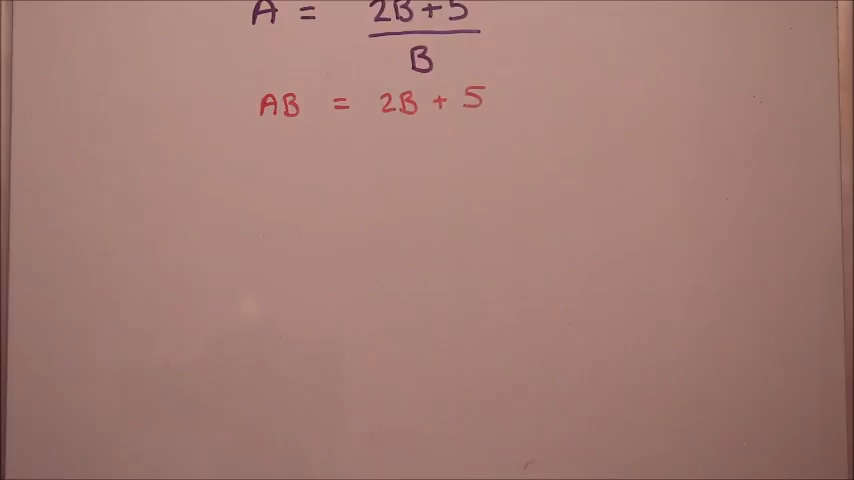 A = 2B + 5
B
AB = 2B + 5